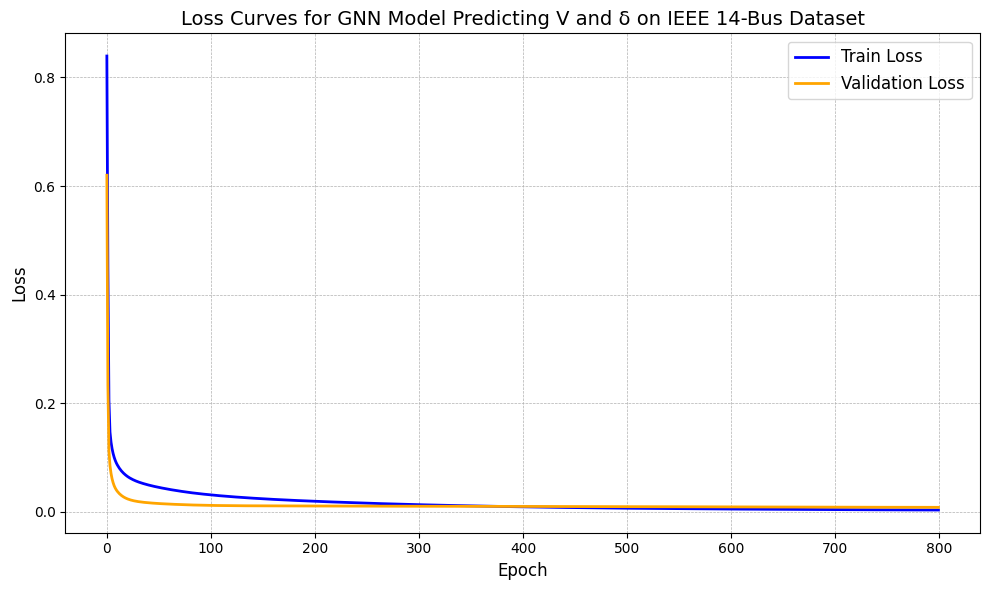 Loss Curves for GNN Model Predicting V and δ on IEEE 14-Bus Dataset
Train Loss
Validation Loss
Loss
0.8
0.6
0.4
0.2
0.0
0 100 200 300 400 500 600 700 800
Epoch